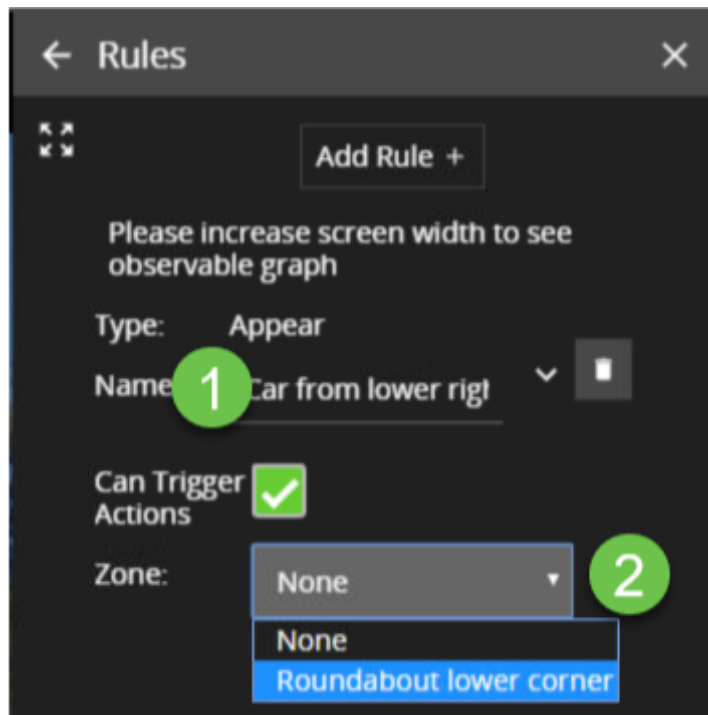 Rules
Add Rule +
Please increase screen width to see
observable graph
Type: Appear
Name 1 Car from lower righ
Can Trigger
Actions
Zone: None 2
None
Roundabout lower corner